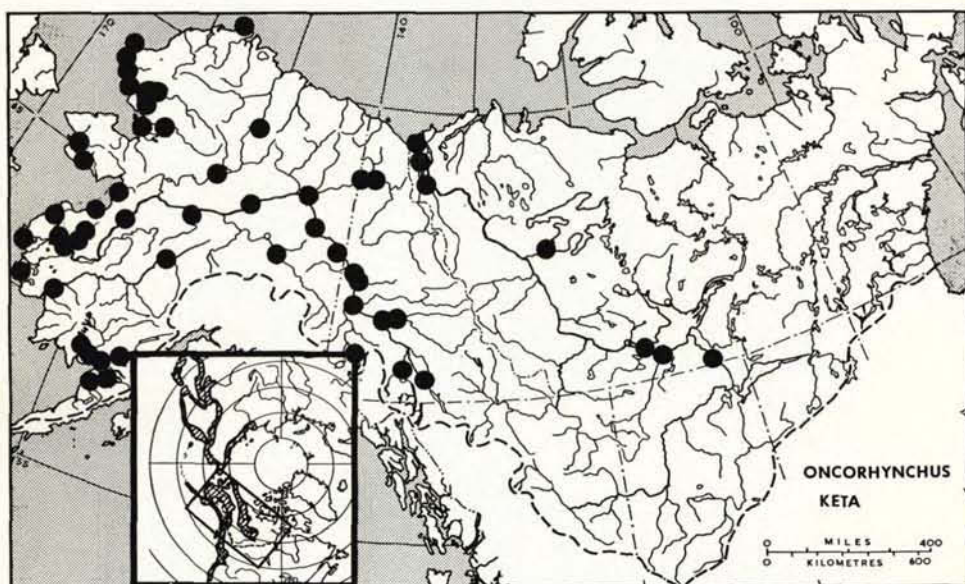 170
140
100
ONCORHYNCHUS
KETA
0 MILES 400
0 KILOMETRES 600